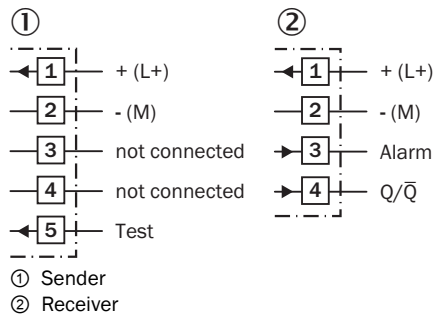 ① ②
1 + (L+)
2 - (M)
3 not connected
4 not connected
5 Test
1 + (L+)
2 - (M)
3 Alarm
4 Q/Q̅
① Sender
② Receiver